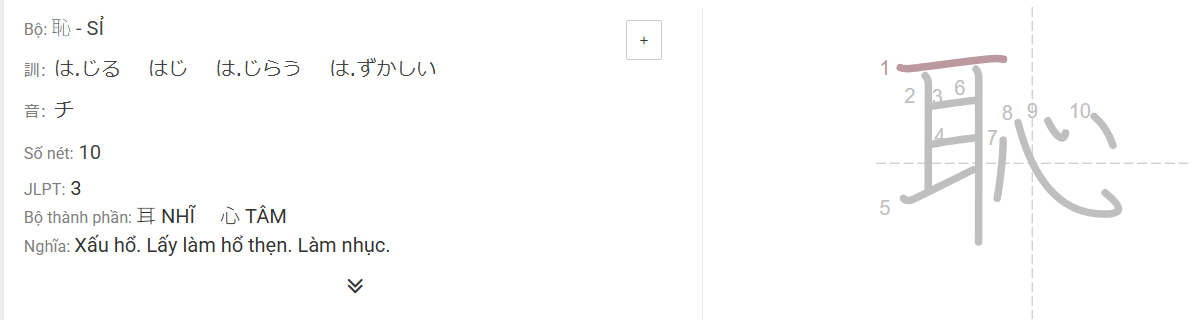 Bộ: 恥 - SỈ
+
訓: は.じる はじ は.じらう は.ずかしい
音: チ
Số nét: 10
JLPT: 3
Bộ thành phần: 耳 NHĨ 心 TÂM
Nghĩa: Xấu hổ. Lấy làm hổ thẹn. Làm nhục.
恥
1
2 3 6
8 9 10
4 7
5